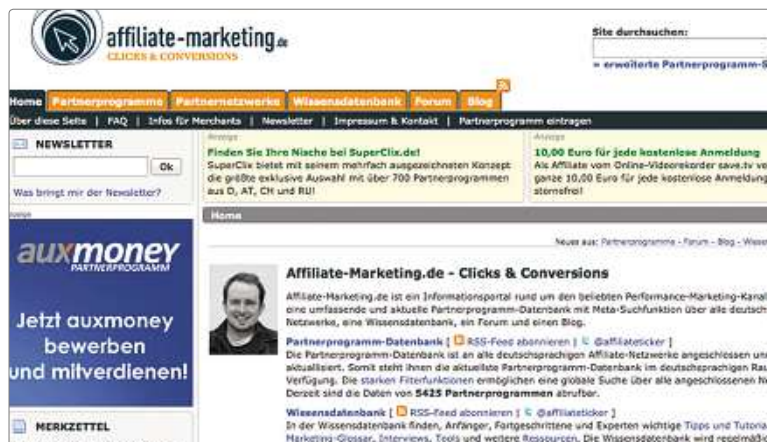 affiliate-marketing.de
CLICKS & CONVERSIONS
Site durchsuchen:
» erweiterte Partnerprogramm-S
Home Partnerprogramme Partnernetzwerke Wissensdatenbank Forum Blog
Über diese Seite | FAQ | Infos für Merchants | Newsletter | Impressum & Kontakt | Partnerprogramm eintragen
NEWSLETTER
Ok
Was bringt mir der Newsletter?
Anzeige
Finden Sie Ihre Nische bei SuperClix.de!
SuperClix bietet mit seinem mehrfach ausgezeichneten Konzept
die größte exklusive Auswahl mit über 700 Partnerprogrammen
aus D, AT, CH und RU!
Anzeige
10,00 Euro für jede kostenlose Anmeldung
Als Affiliate vom Online-Videorekorder save.tv ve
ganze 10,00 Euro für jede kostenlose Anmeldung
sternefrei!
Home
Neues aus: Partnerprogramme - Forum - Blog - Wisse
Anzeige
auxmoney
PARTNERPROGRAMM
Jetzt auxmoney
bewerben
und mitverdienen!
MERKZETTEL
Affiliate-Marketing.de - Clicks & Conversions
Affiliate-Marketing.de ist ein Informationsportal rund um den beliebten Performance-Marketing-Kanal
eine umfassende und aktuelle Partnerprogramm-Datenbank mit Meta-Suchfunktion über alle deutsch
Netzwerke, eine Wissensdatenbank, ein Forum und einen Blog.
Partnerprogramm-Datenbank [ RSS-Feed abonnieren | @affiliateticker ]
Die Partnerprogramm-Datenbank ist an alle deutschsprachigen Affiliate-Netzwerke angeschlossen und
aktualisiert. Somit steht Ihnen die aktuellste Partnerprogramm-Datenbank im deutschsprachigen Rau
Verfügung. Die starken Filterfunktionen ermöglichen eine globale Suche über alle angeschlossenen Ne
Derzeit sind die Daten von 5425 Partnerprogrammen abrufbar.
Wissensdatenbank [ RSS-Feed abonnieren | @affiliateticker ]
In der Wissensdatenbank finden, Anfänger, Fortgeschrittene und Experten wichtige Tipps und Tutoria
Marketing-Glossar, Interviews, Tools und weitere Ressourcen. Die Wissensdatenbank wird regelmäßi